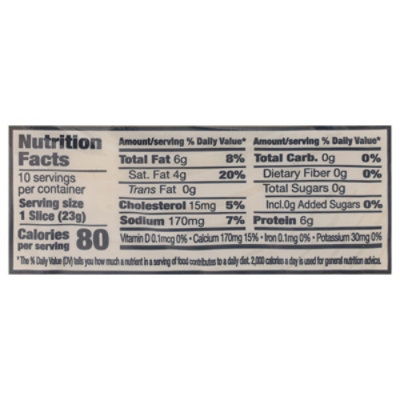 Nutrition
Facts
10 servings
per container
Serving size
1 Slice (23g)
Calories
per serving
80
Amount/serving % Daily Value*
Total Fat 6g 8%
Sat. Fat 4g 20%
Trans Fat 0g
Cholesterol 15mg 5%
Sodium 170mg 7%
Amount/serving % Daily Value*
Total Carb. 0g 0%
Dietary Fiber 0g 0%
Total Sugars 0g
Incl.0g Added Sugars 0%
Protein 6g
Vitamin D 0.1mcg 0% • Calcium 170mg 15% • Iron 0.1mg 0% • Potassium 30mg 0%
*The % Daily Value (DV) tells you how much a nutrient in a serving of food contributes to a daily diet. 2,000 calories a day is used for general nutrition advice.